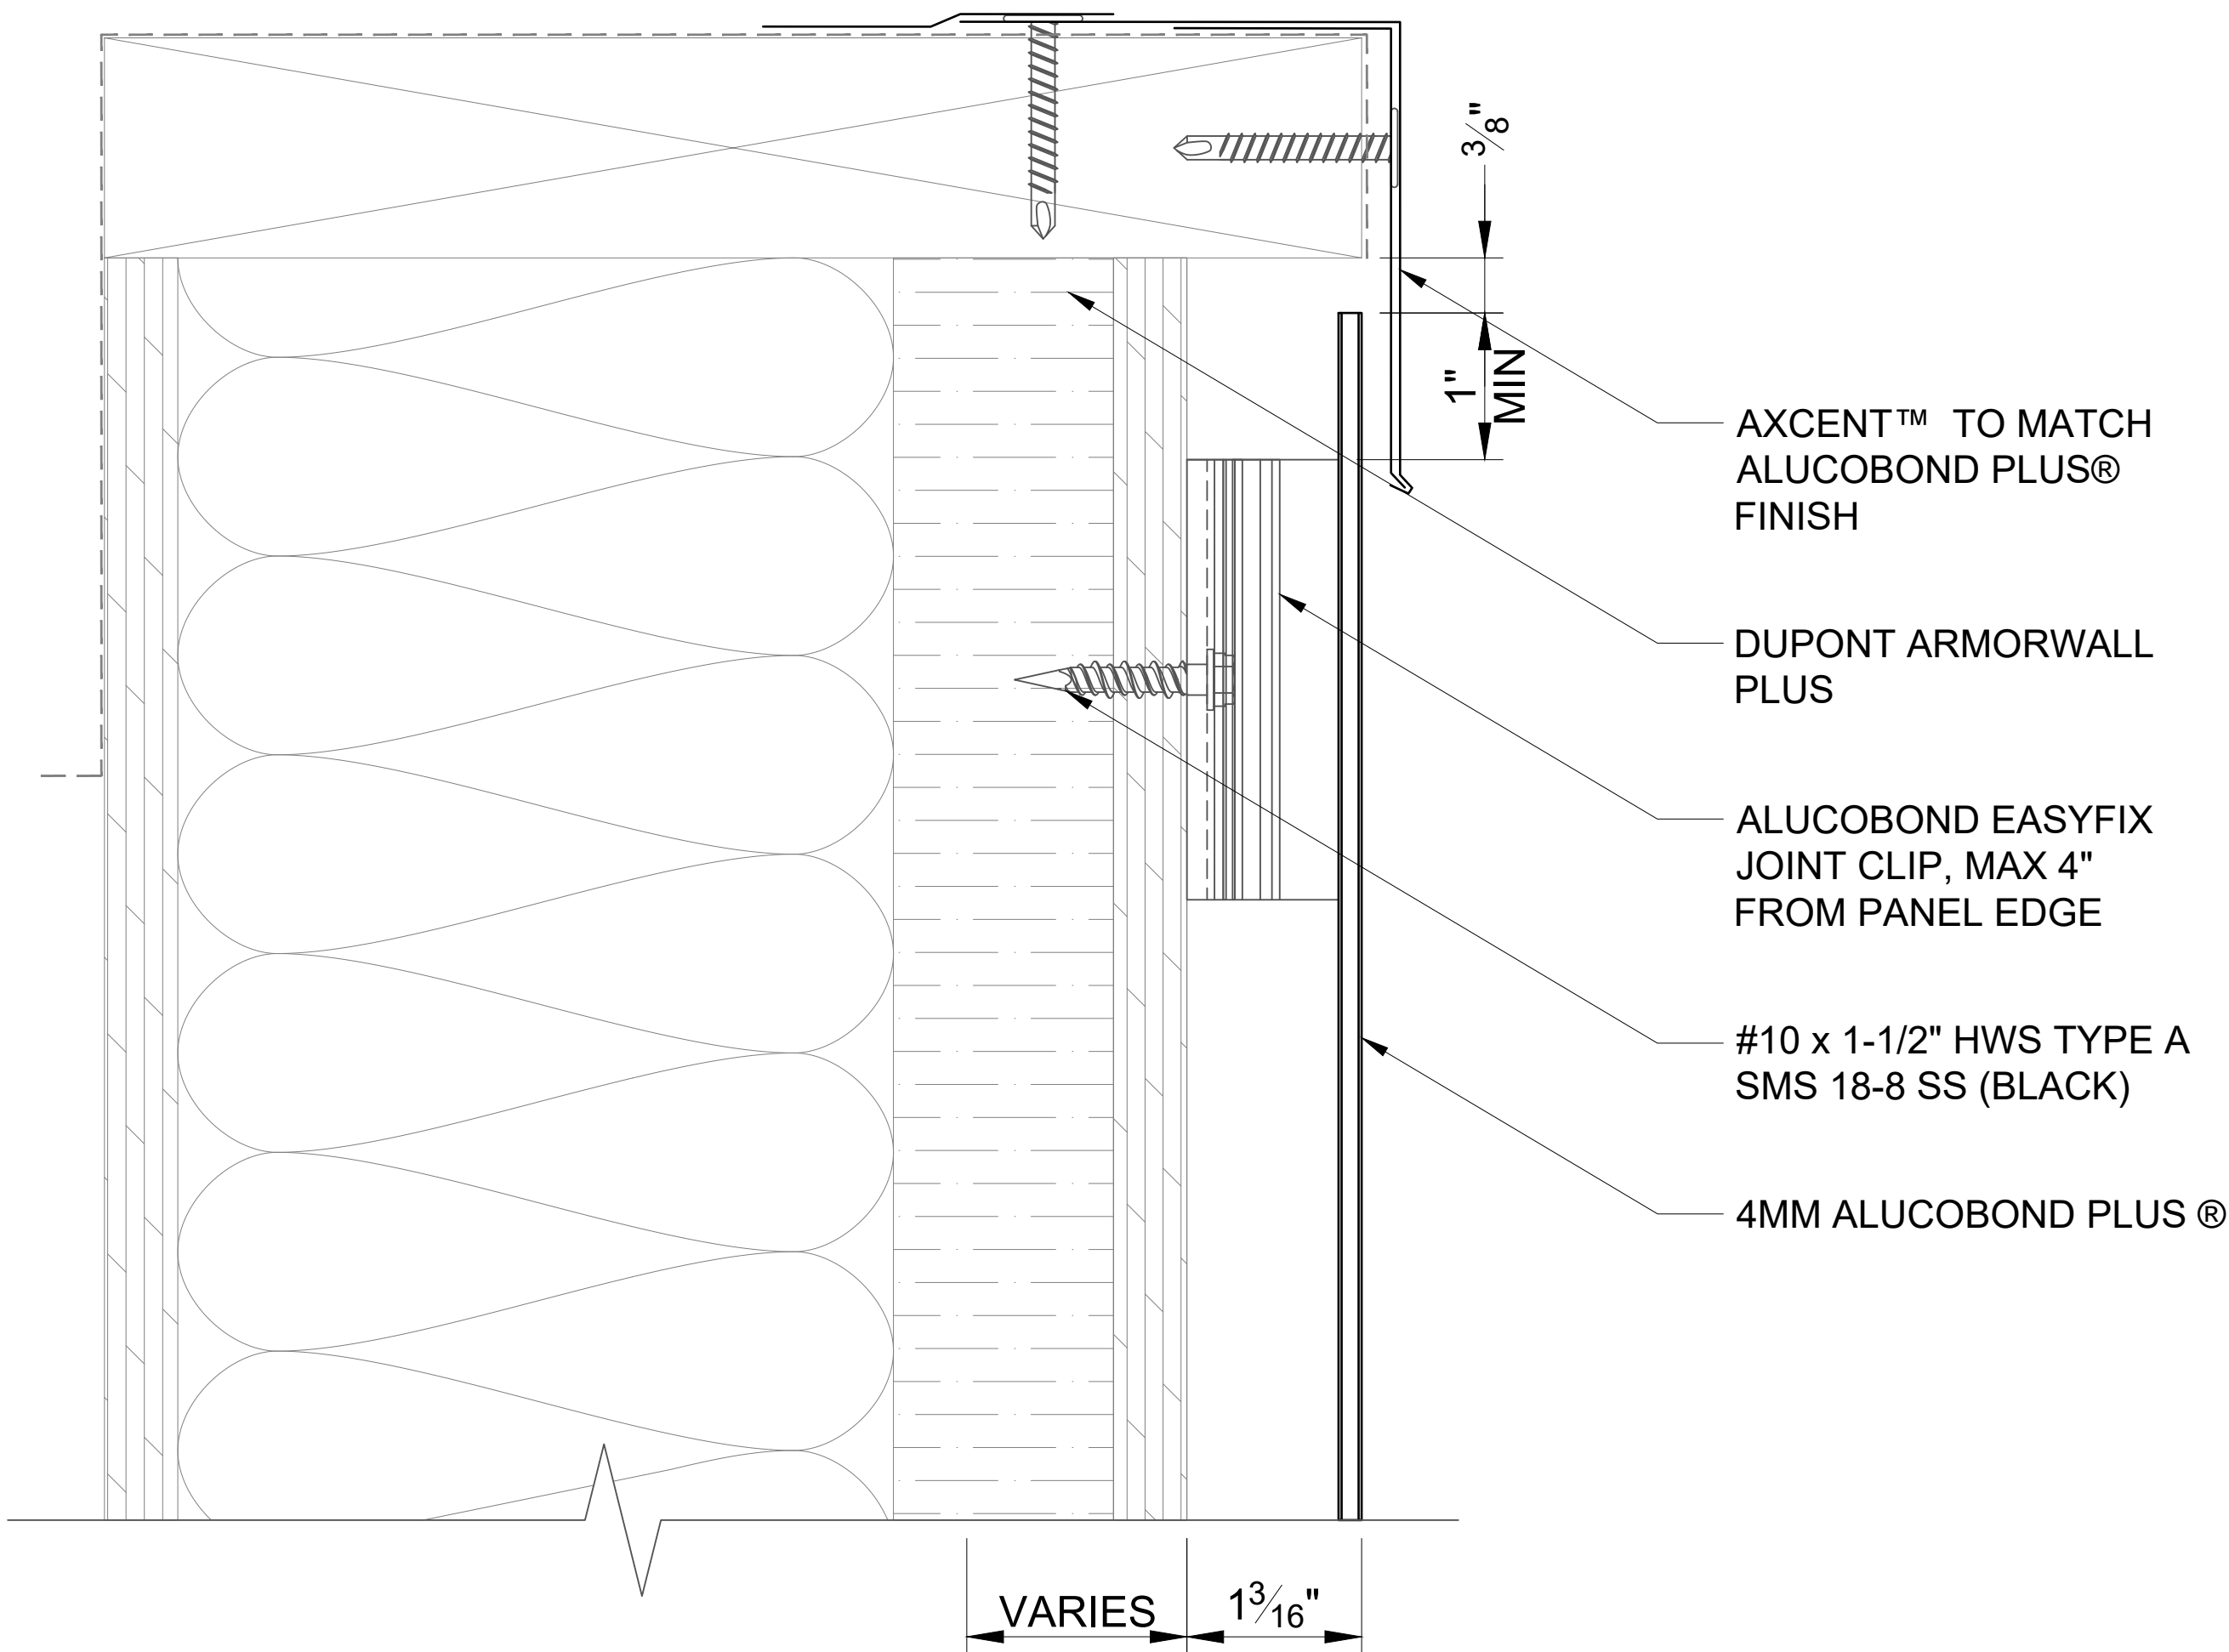 3/8"
1"
MIN
AXCENT™ TO MATCH
ALUCOBOND PLUS®
FINISH
DUPONT ARMORWALL
PLUS
ALUCOBOND EASYFIX
JOINT CLIP, MAX 4"
FROM PANEL EDGE
#10 x 1-1/2" HWS TYPE A
SMS 18-8 SS (BLACK)
4MM ALUCOBOND PLUS ®
VARIES
1 3/16"